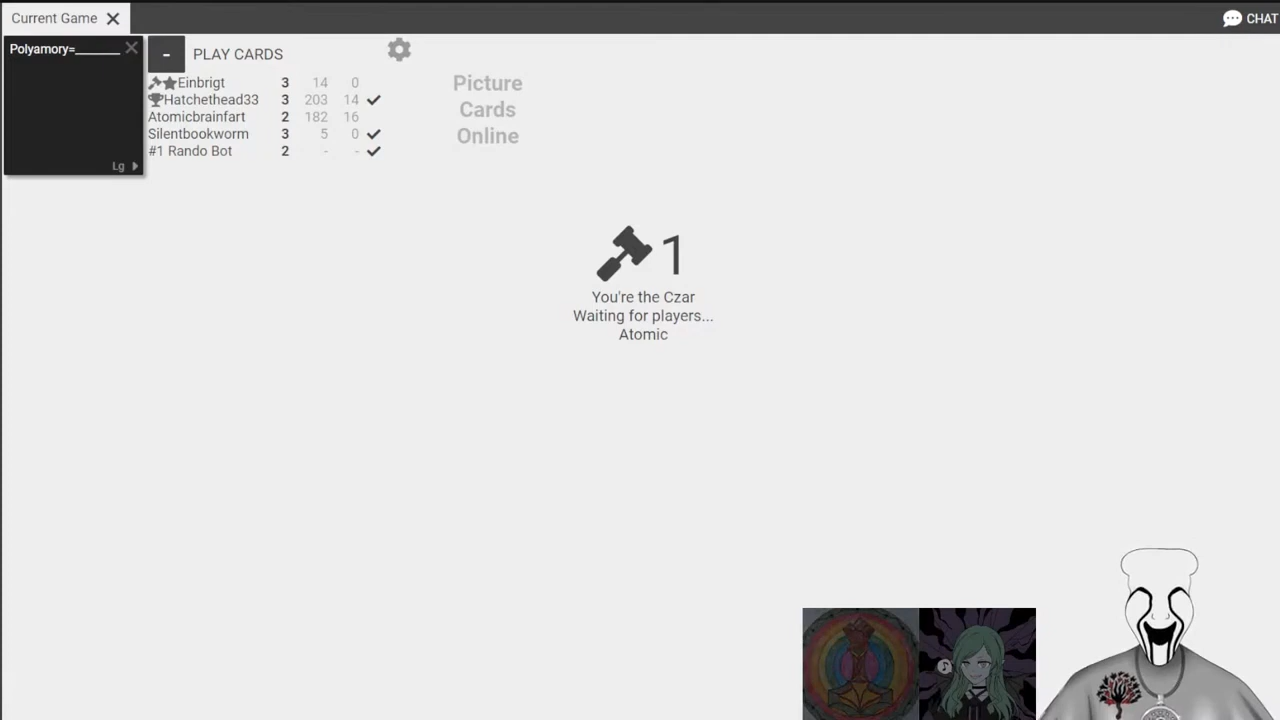 Current Game
CHAT
Polyamory=______
Lg
- PLAY CARDS
Einbrigt 3 14 0
Hatchethead33 3 203 14
Atomicbrainfart 2 182 16
Silentbookworm 3 5 0
#1 Rando Bot 2 - -
Picture
Cards
Online
1
You're the Czar
Waiting for players...
Atomic